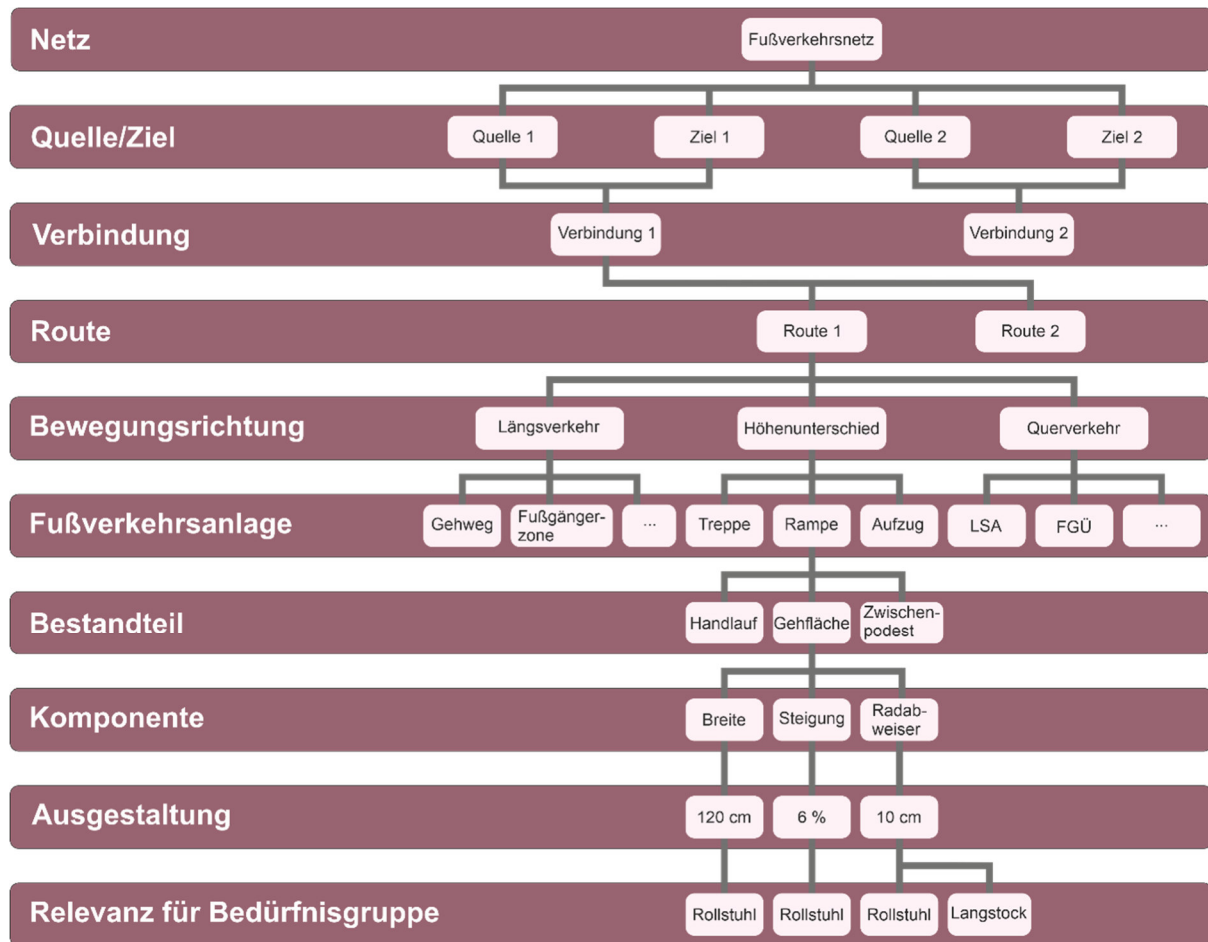 Netz
Fußverkehrsnetz
Quelle/Ziel
Quelle 1
Ziel 1
Quelle 2
Ziel 2
Verbindung
Verbindung 1
Verbindung 2
Route
Route 1
Route 2
Bewegungsrichtung
Längsverkehr
Höhenunterschied
Querverkehr
Fußverkehrsanlage
Gehweg
Fußgänger-
zone
...
Treppe
Rampe
Aufzug
LSA
FGÜ
...
Bestandteil
Handlauf
Gehfläche
Zwischen-
podest
Komponente
Breite
Steigung
Radab-
weiser
Ausgestaltung
120 cm
6 %
10 cm
Relevanz für Bedürfnisgruppe
Rollstuhl
Rollstuhl
Rollstuhl
Langstock